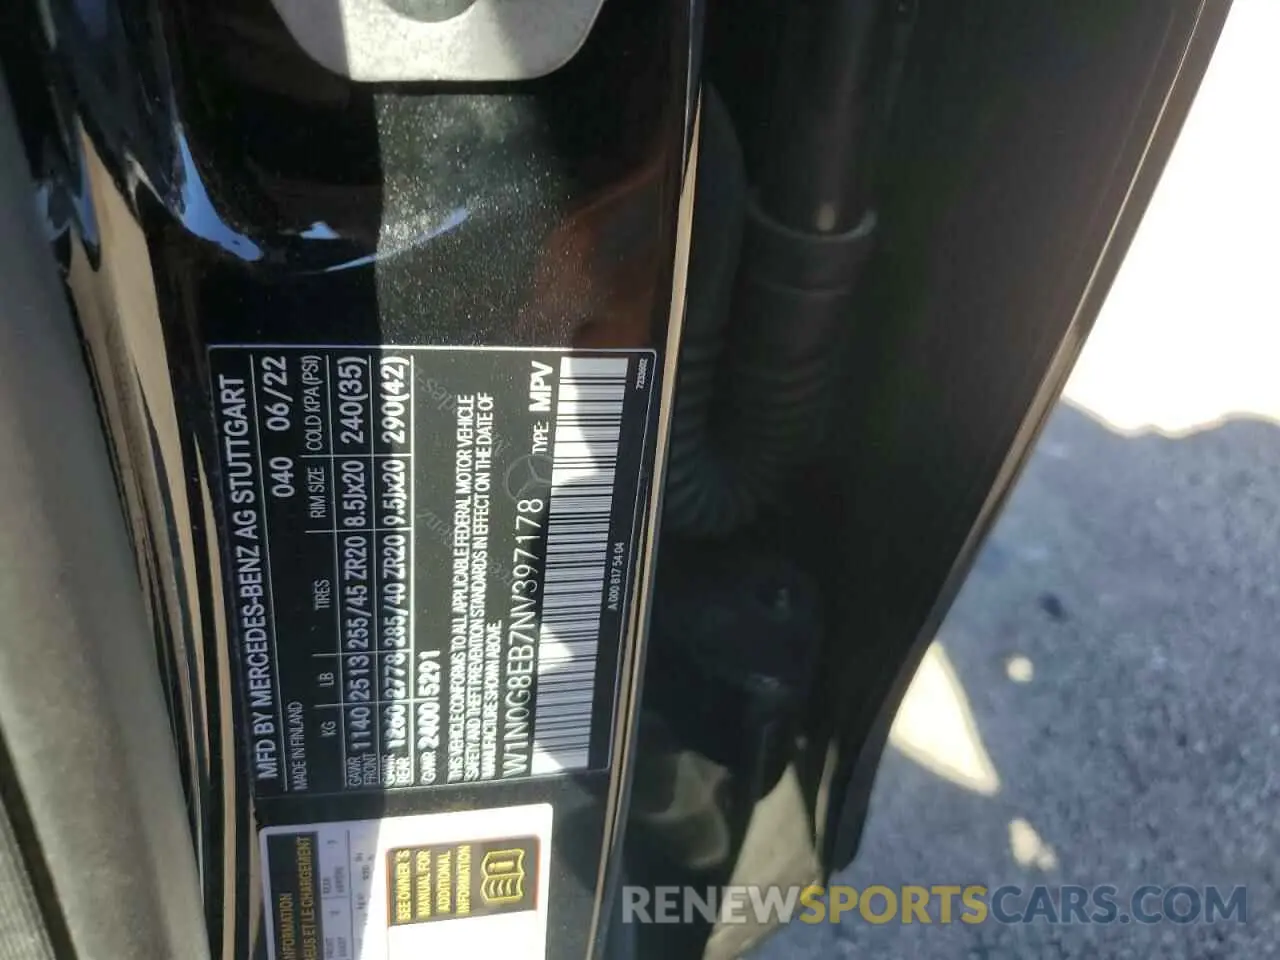 MFD BY MERCEDES-BENZ AG STUTTGART
MADE IN FINLAND 040 06/22
KG LB TIRES RIM SIZE COLD KPA (PSI)
GAWR FRONT 1140 2513 255/45 ZR20 8.5Jx20 240(35)
GAWR REAR 1260 2778 285/40 ZR20 9.5Jx20 290(42)
GVWR 2400 5291
THIS VEHICLE CONFORMS TO ALL APPLICABLE FEDERAL MOTOR VEHICLE
SAFETY AND THEFT PREVENTION STANDARDS IN EFFECT ON THE DATE OF
MANUFACTURE SHOWN ABOVE.
W1N0G8EB7NV397178 TYPE: MPV
A 000 817 54 04 7233602
SEE OWNER'S
MANUAL FOR
ADDITIONAL
INFORMATION
RENEWSPORTSCARS.COM